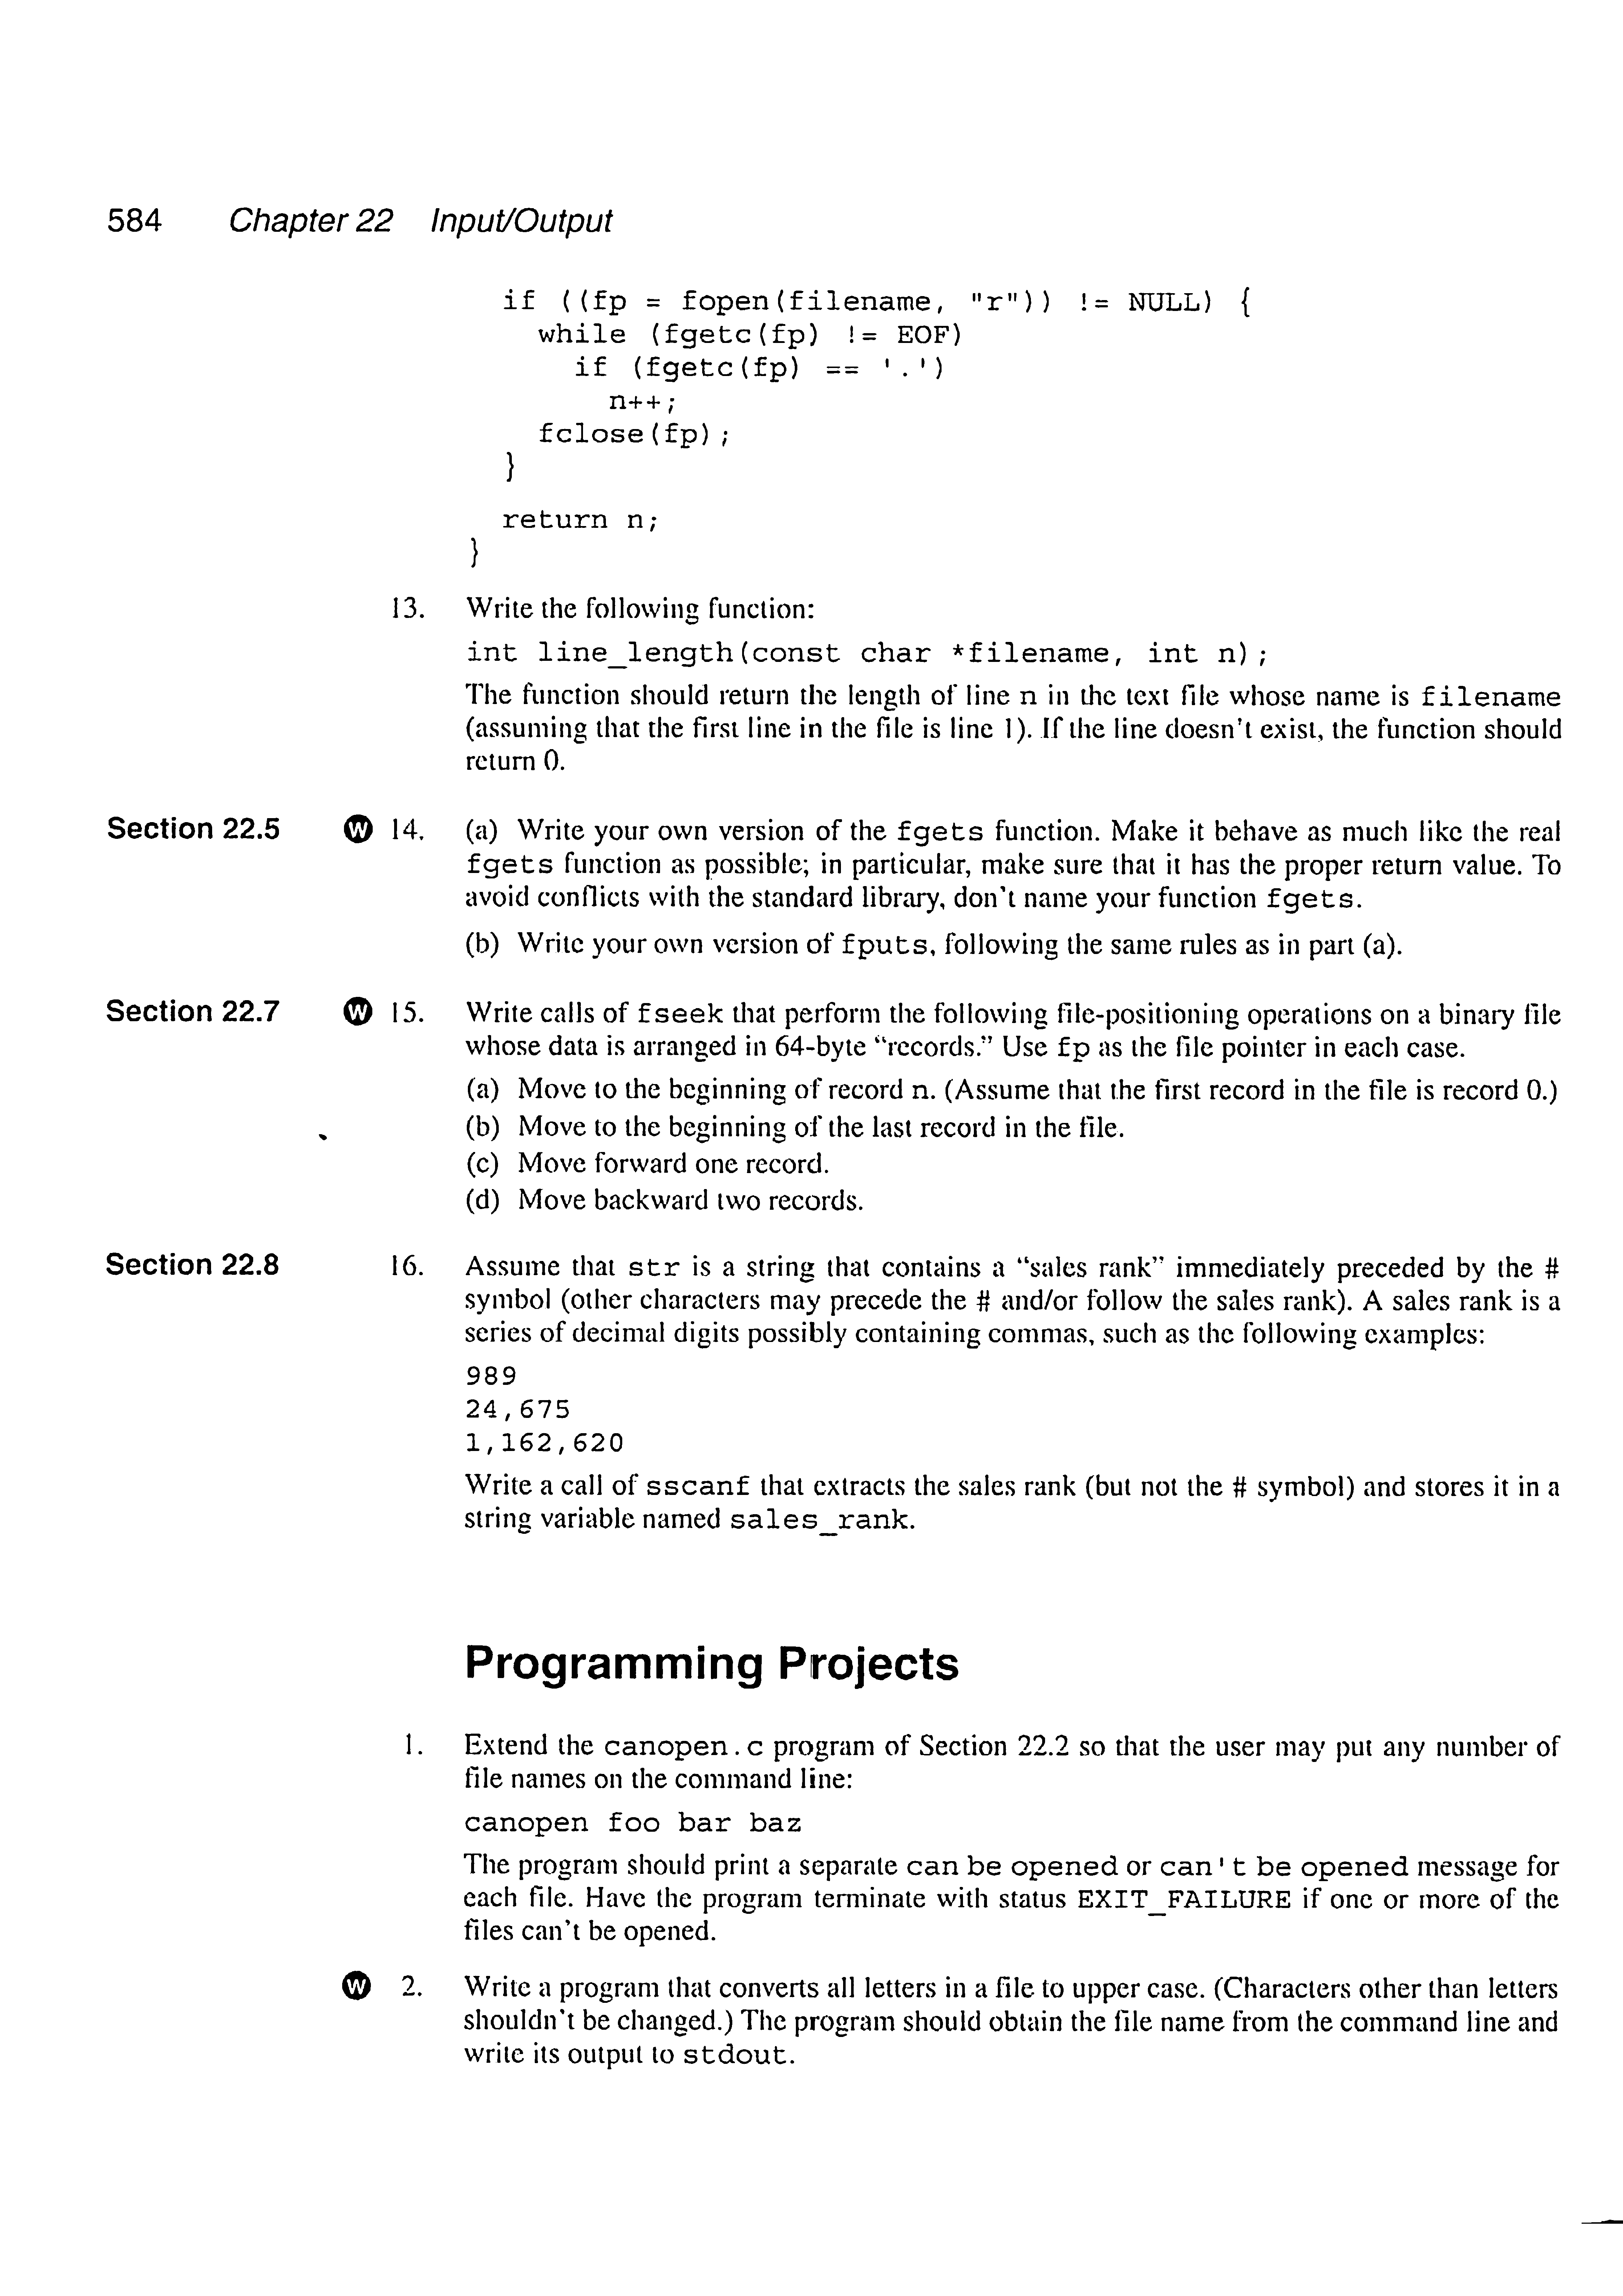 584 Chapter 22 Input/Output
if ((fp = fopen(filename, "r")) != NULL) {
while (fgetc(fp) != EOF)
if (fgetc(fp) == '.')
n++;
fclose(fp);
}
return n;
}
13. Write the following function:
int line_length(const char *filename, int n);
The function should return the length of line n in the text file whose name is filename
(assuming that the first line in the file is line 1). If the line doesn't exist, the function should
return 0.
Section 22.5 W 14. (a) Write your own version of the fgets function. Make it behave as much like the real
fgets function as possible; in particular, make sure that it has the proper return value. To
avoid conflicts with the standard library, don't name your function fgets.
(b) Write your own version of fputs, following the same rules as in part (a).
Section 22.7 W 15. Write calls of fseek that perform the following file-positioning operations on a binary file
whose data is arranged in 64-byte "records." Use fp as the file pointer in each case.
(a) Move to the beginning of record n. (Assume that the first record in the file is record 0.)
(b) Move to the beginning of the last record in the file.
(c) Move forward one record.
(d) Move backward two records.
Section 22.8 16. Assume that str is a string that contains a "sales rank" immediately preceded by the #
symbol (other characters may precede the # and/or follow the sales rank). A sales rank is a
series of decimal digits possibly containing commas, such as the following examples:
989
24,675
1,162,620
Write a call of sscanf that extracts the sales rank (but not the # symbol) and stores it in a
string variable named sales_rank.
Programming Projects
1. Extend the canopen.c program of Section 22.2 so that the user may put any number of
file names on the command line:
canopen foo bar baz
The program should print a separate can be opened or can't be opened message for
each file. Have the program terminate with status EXIT_FAILURE if one or more of the
files can't be opened.
W 2. Write a program that converts all letters in a file to upper case. (Characters other than letters
shouldn't be changed.) The program should obtain the file name from the command line and
write its output to stdout.